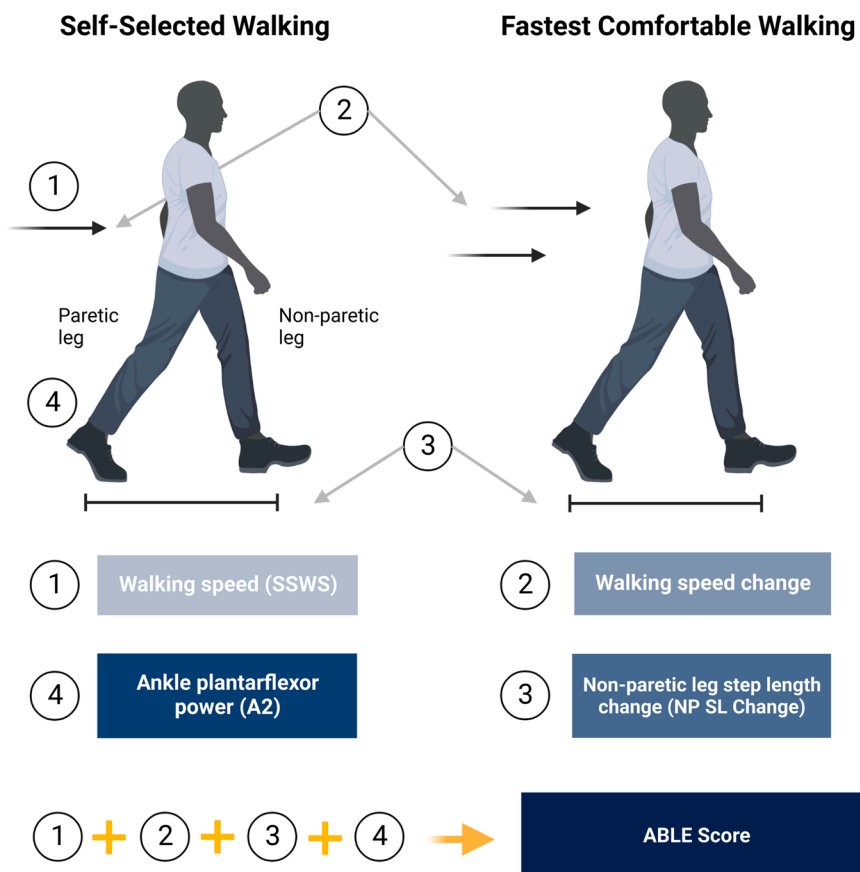 Self-Selected Walking
Fastest Comfortable Walking
2
1
Paretic
leg
Non-paretic
leg
4
3
1
Walking speed (SSWS)
2
Walking speed change
4
Ankle plantarflexor
power (A2)
3
Non-paretic leg step length
change (NP SL Change)
1 + 2 + 3 + 4
ABLE Score